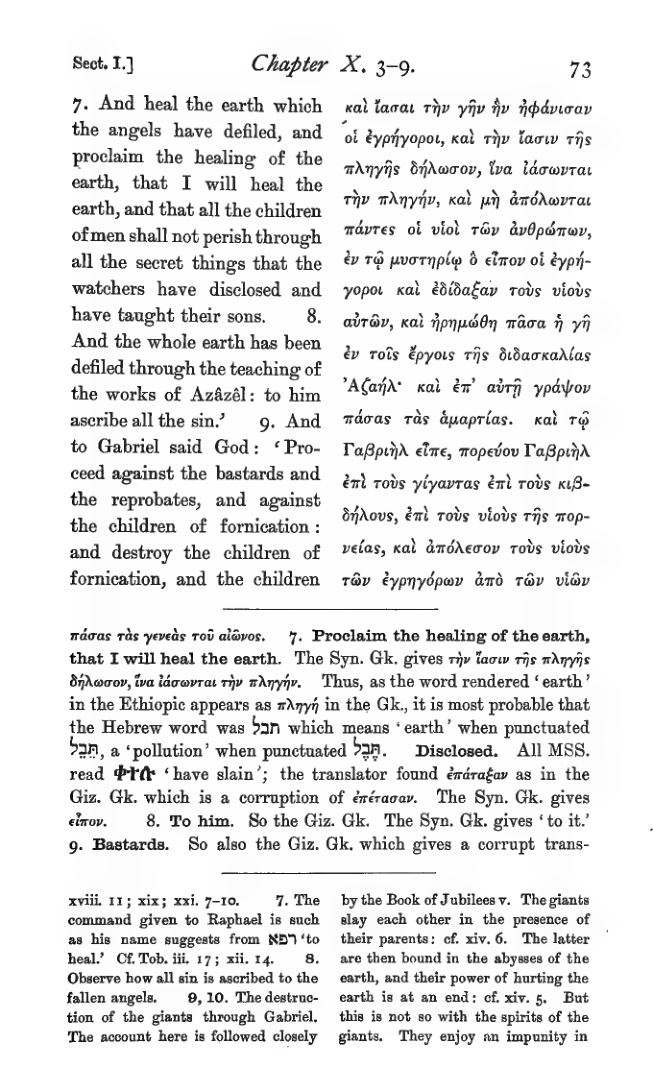 Sect. I.] Chapter X. 3-9. 73
7. And heal the earth which
the angels have defiled, and
proclaim the healing of the
earth, that I will heal the
earth, and that all the children
of men shall not perish through
all the secret things that the
watchers have disclosed and
have taught their sons. 8.
And the whole earth has been
defiled through the teaching of
the works of Azâzêl: to him
ascribe all the sin.’ 9. And
to Gabriel said God: ‘Pro-
ceed against the bastards and
the reprobates, and against
the children of fornication:
and destroy the children of
fornication, and the children
καὶ ἴασαι τὴν γῆν ἣν ἠφάνισαν
οἱ ἐγρήγοροι, καὶ τὴν ἴασιν τῆς
πληγῆς δήλωσον, ἵνα ἰάσωνται
τὴν πληγήν, καὶ μὴ ἀπόλωνται
πάντες οἱ υἱοὶ τῶν ἀνθρώπων,
ἐν τῷ μυστηρίῳ ὃ εἶπον οἱ ἐγρή-
γοροι καὶ ἐδίδαξαν τοὺς υἱοὺς
αὐτῶν, καὶ ἠρημώθη πᾶσα ἡ γῆ
ἐν τοῖς ἔργοις τῆς διδασκαλίας
Ἀζαήλ· καὶ ἐπ’ αὐτῇ γράψον
πάσας τὰς ἁμαρτίας. καὶ τῷ
Γαβριὴλ εἶπε, πορεύου Γαβριὴλ
ἐπὶ τοὺς γίγαντας ἐπὶ τοὺς κιβ-
δήλους, ἐπὶ τοὺς υἱοὺς τῆς πορ-
νείας, καὶ ἀπόλεσον τοὺς υἱοὺς
τῶν ἐγρηγόρων ἀπὸ τῶν υἱῶν
πάσας τὰς γενεὰς τοῦ αἰῶνος. 7. Proclaim the healing of the earth,
that I will heal the earth. The Syn. Gk. gives τὴν ἴασιν τῆς πληγῆς
δήλωσον, ἵνα ἰάσωνται τὴν πληγήν. Thus, as the word rendered ‘earth’
in the Ethiopic appears as πληγή in the Gk., it is most probable that
the Hebrew word was תבל which means ‘earth’ when punctuated
תֵּבֵל, a ‘pollution’ when punctuated תֶּבֶל. Disclosed. All MSS.
read ቀተሉ ‘have slain’; the translator found ἐπάταξαν as in the
Giz. Gk. which is a corruption of ἐπέτασαν. The Syn. Gk. gives
εἶπον. 8. To him. So the Giz. Gk. The Syn. Gk. gives ‘to it.’
9. Bastards. So also the Giz. Gk. which gives a corrupt trans-
xviii. 11; xix; xxi. 7-10. 7. The
command given to Raphael is such
as his name suggests from רפא ‘to
heal.’ Cf. Tob. iii. 17; xii. 14. 8.
Observe how all sin is ascribed to the
fallen angels. 9, 10. The destruc-
tion of the giants through Gabriel.
The account here is followed closely
by the Book of Jubilees v. The giants
slay each other in the presence of
their parents: cf. xiv. 6. The latter
are then bound in the abysses of the
earth, and their power of hurting the
earth is at an end: cf. xiv. 5. But
this is not so with the spirits of the
giants. They enjoy an impunity in